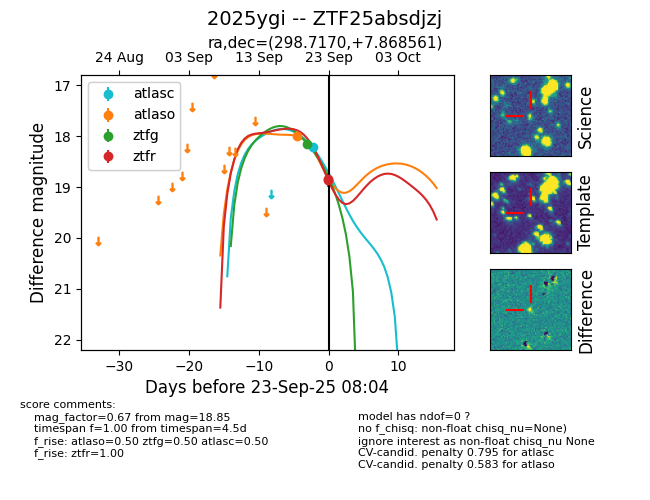 2025ygi -- ZTF25absdjzj
ra,dec=(298.7170,+7.868561)
24 Aug 03 Sep 13 Sep 23 Sep 03 Oct
17
18
19
20
21
22
Difference magnitude
atlasc
atlaso
ztfg
ztfr
−30 −20 −10 0 10
Days before 23-Sep-25 08:04
Science
Template
Difference
score comments:
mag_factor=0.67 from mag=18.85
timespan f=1.00 from timespan=4.5d
f_rise: atlaso=0.50 ztfg=0.50 atlasc=0.50
f_rise: ztfr=1.00
model has ndof=0 ?
no f_chisq: non-float chisq_nu=None)
ignore interest as non-float chisq_nu None
CV-candid. penalty 0.795 for atlasc
CV-candid. penalty 0.583 for atlaso